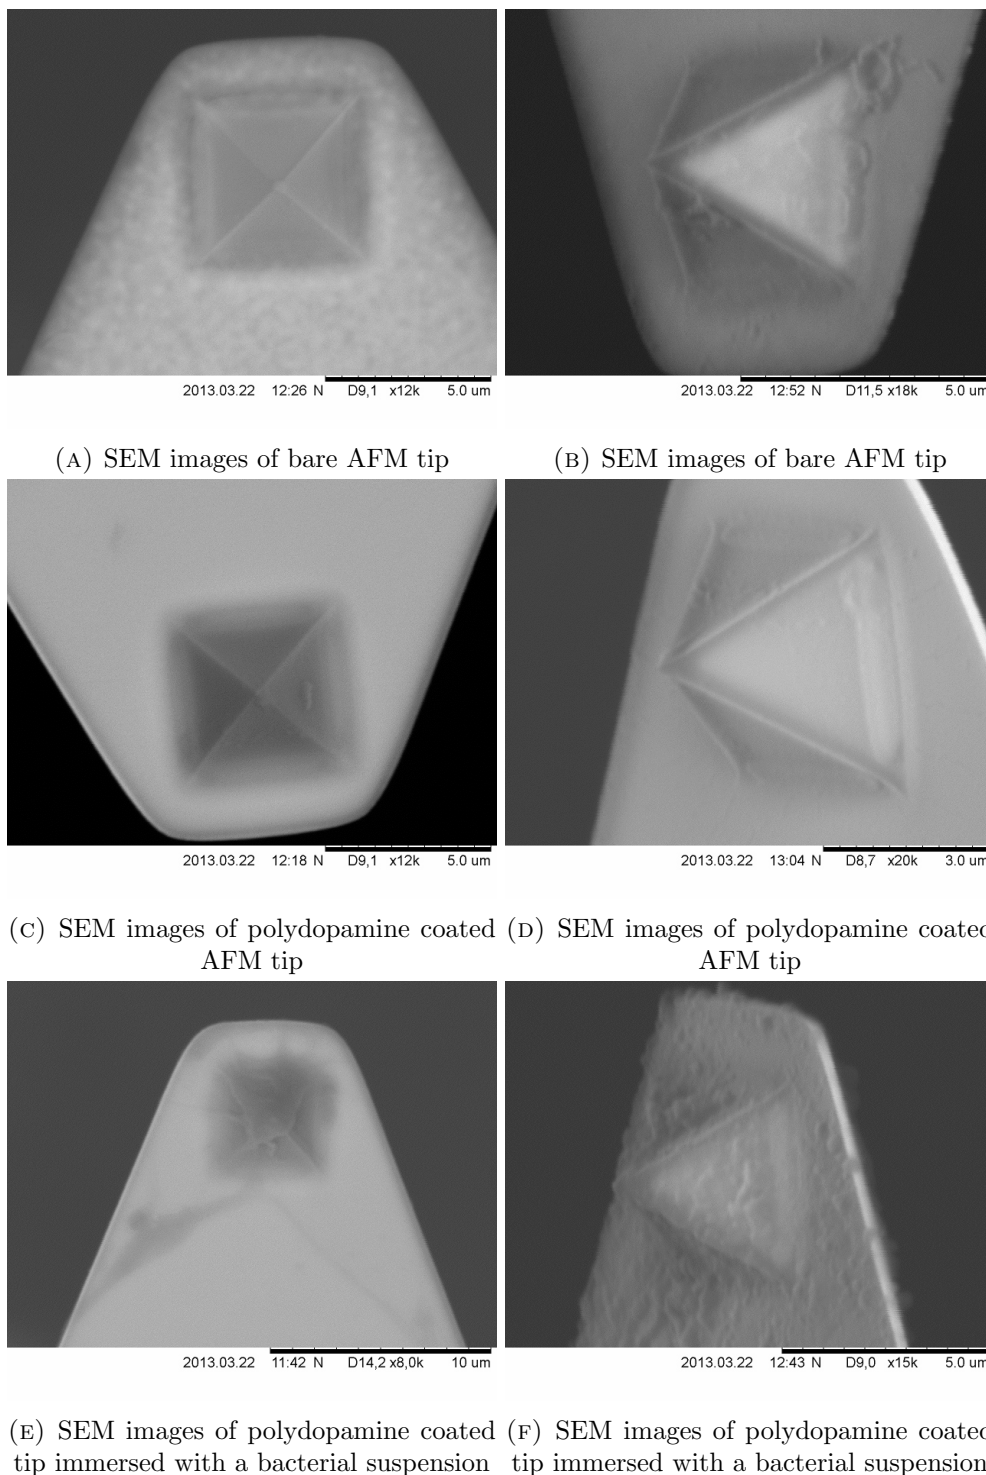 2013.03.22 12:26 N D9,1 x12k 5.0 um
2013.03.22 12:52 N D11,5 x18k 5.0 um
(A) SEM images of bare AFM tip
(B) SEM images of bare AFM tip
2013.03.22 12:18 N D9,1 x12k 5.0 um
2013.03.22 13:04 N D8,7 x20k 3.0 um
(C) SEM images of polydopamine coated
AFM tip
(D) SEM images of polydopamine coated
AFM tip
2013.03.22 11:42 N D14,2 x8,0k 10 um
2013.03.22 12:43 N D9,0 x15k 5.0 um
(E) SEM images of polydopamine coated
tip immersed with a bacterial suspension
(F) SEM images of polydopamine coated
tip immersed with a bacterial suspension